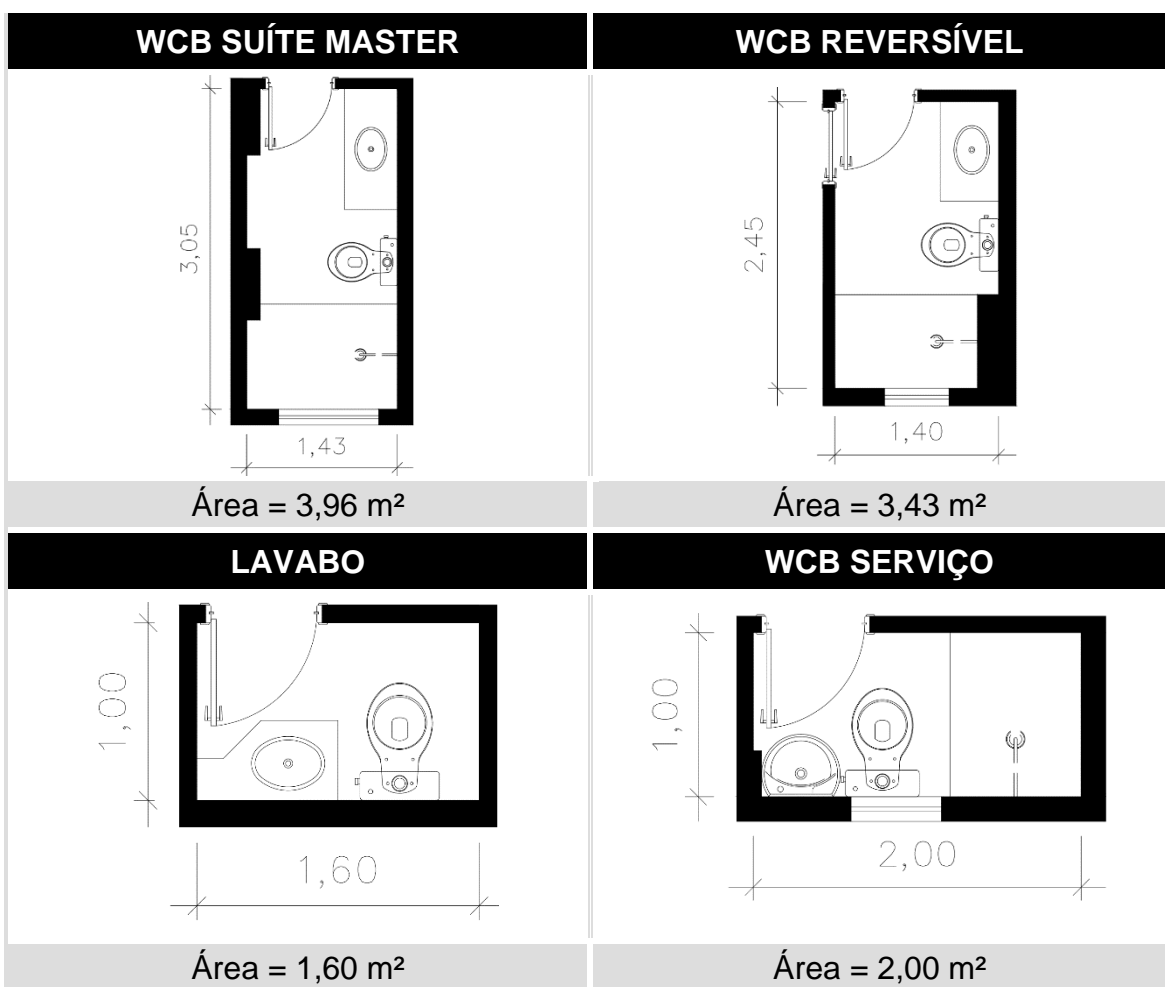 WCB SUÍTE MASTER
WCB REVERSÍVEL
3,05
1,43
2,45
1,40
Área = 3,96 m²
Área = 3,43 m²
LAVABO
WCB SERVIÇO
1,00
1,60
1,00
2,00
Área = 1,60 m²
Área = 2,00 m²